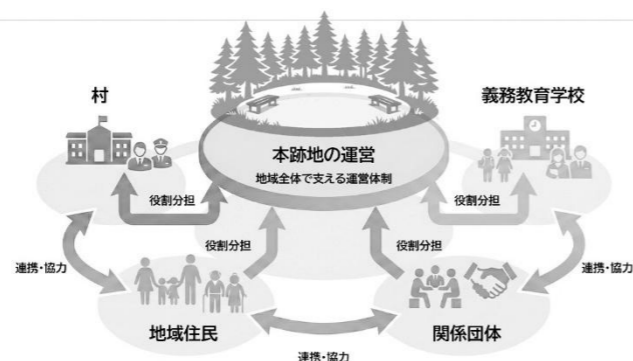 村
義務教育学校
本跡地の運営
地域全体で支える運営体制
役割分担
役割分担
役割分担
役割分担
連携・協力
連携・協力
地域住民
関係団体
連携・協力